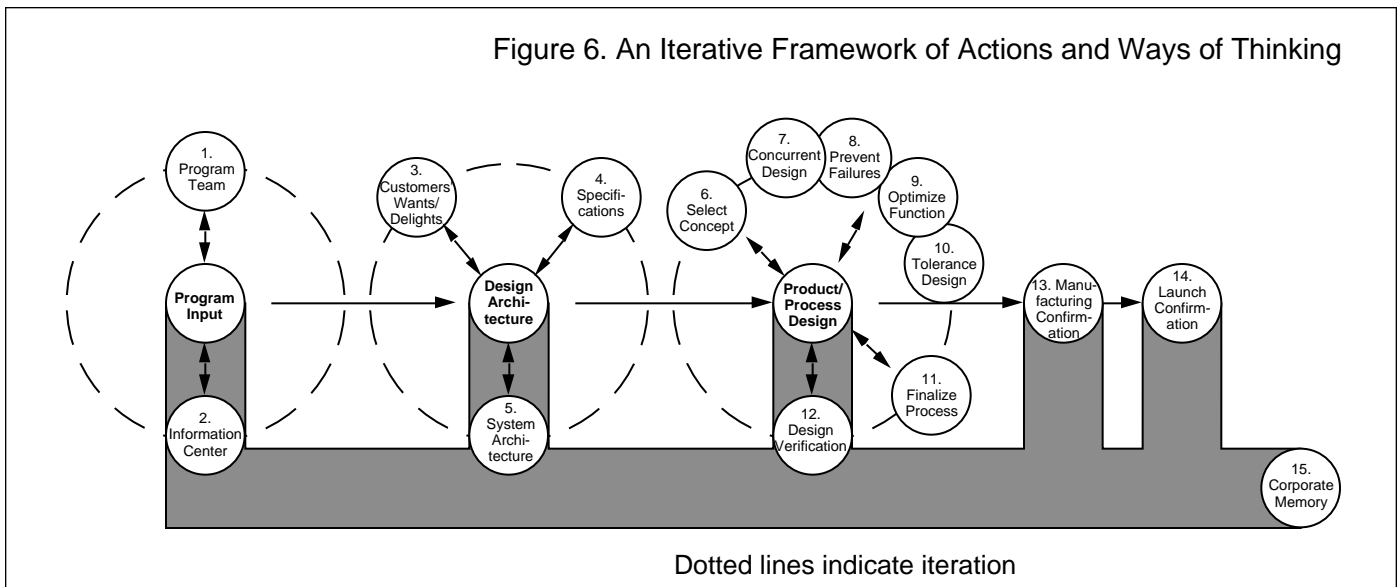 Figure 6. An Iterative Framework of Actions and Ways of Thinking
1.
Program
Team
Program
Input
2.
Information
Center
3.
Customers'
Wants/
Delights
4.
Specifi-
cations
Design
Archi-
tecture
5.
System
Archi-
tecture
6.
Select
Concept
7.
Concurrent
Design
8.
Prevent
Failures
9.
Optimize
Function
10.
Tolerance
Design
Product/
Process
Design
11.
Finalize
Process
12.
Design
Verification
13. Manu-
facturing
Confirm-
ation
14.
Launch
Confirm-
ation
15.
Corporate
Memory
Dotted lines indicate iteration